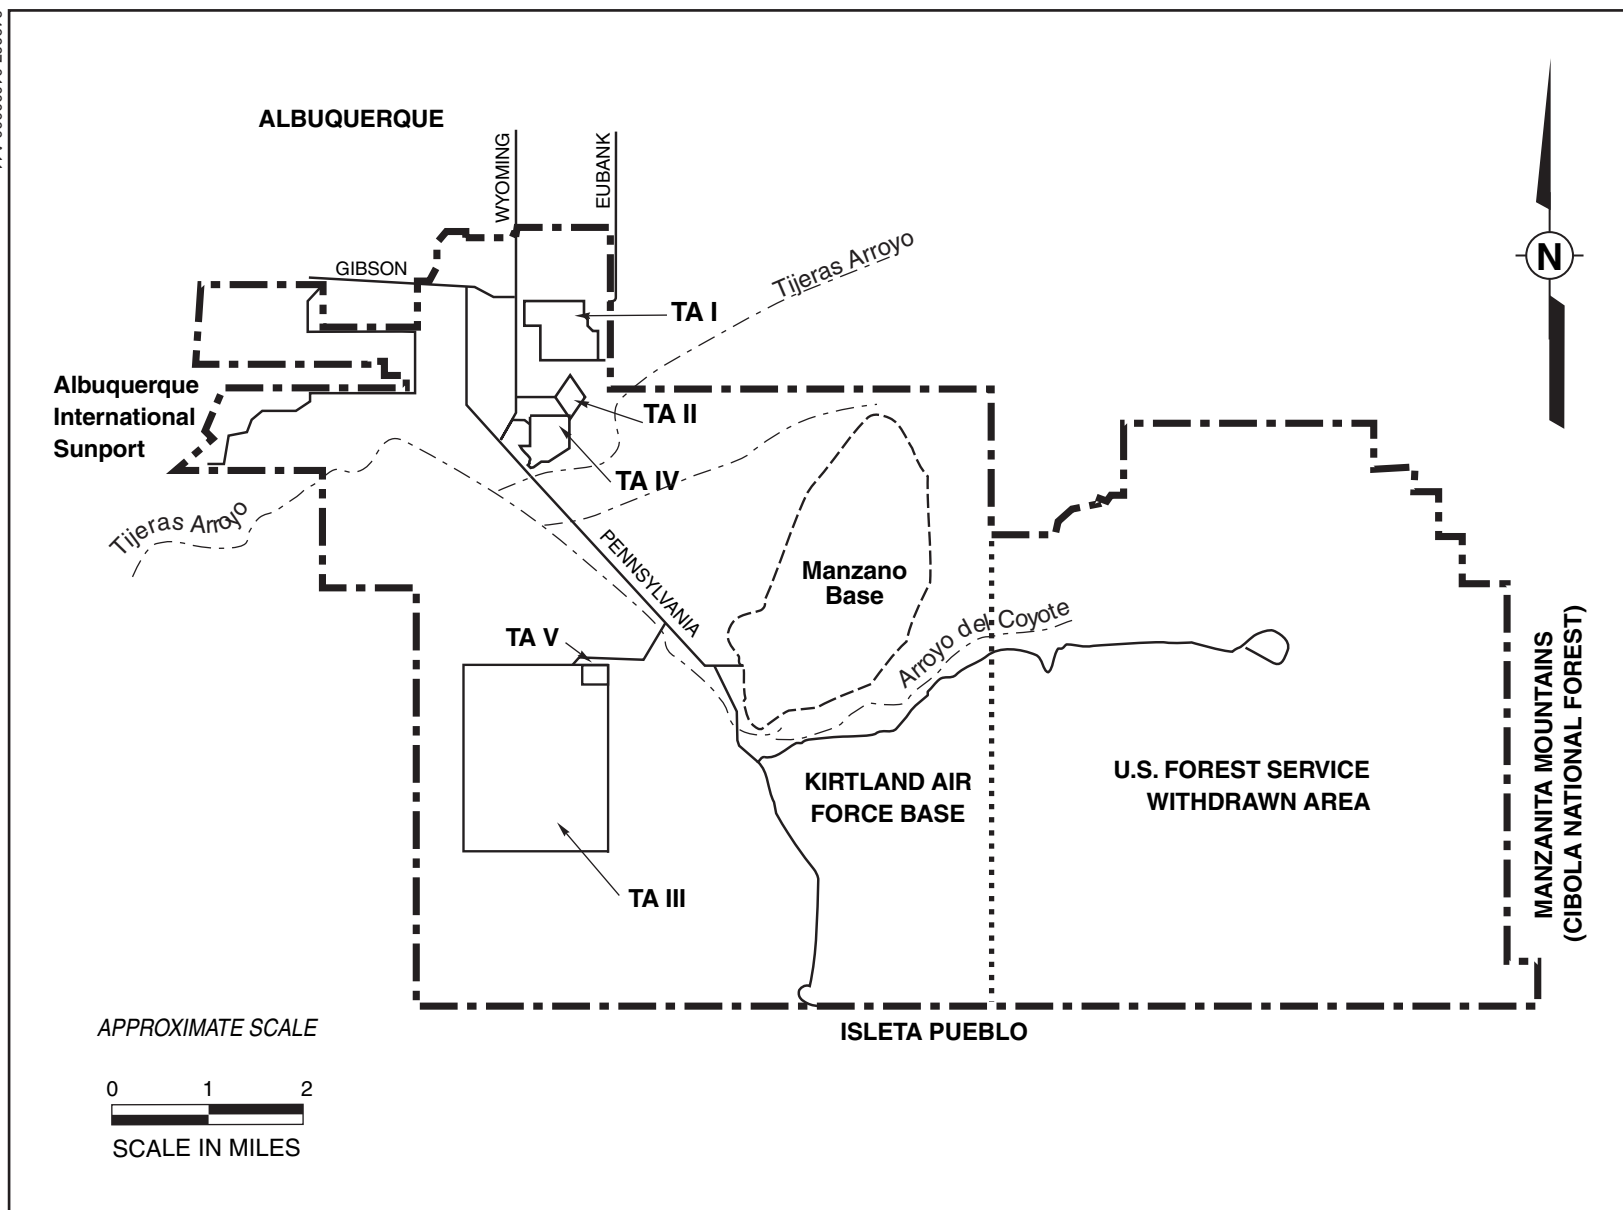 ALBUQUERQUE
WYOMING
EUBANK
Tijeras Arroyo
GIBSON
N
TA I
Albuquerque
International
Sunport
TA II
TA IV
Tijeras Arroyo
PENNSYLVANIA
Manzano
Base
TA V
Arroyo del Coyote
MANZANITA MOUNTAINS
(CIBOLA NATIONAL FOREST)
KIRTLAND AIR
FORCE BASE
U.S. FOREST SERVICE
WITHDRAWN AREA
TA III
ISLETA PUEBLO
APPROXIMATE SCALE
0 1 2
SCALE IN MILES